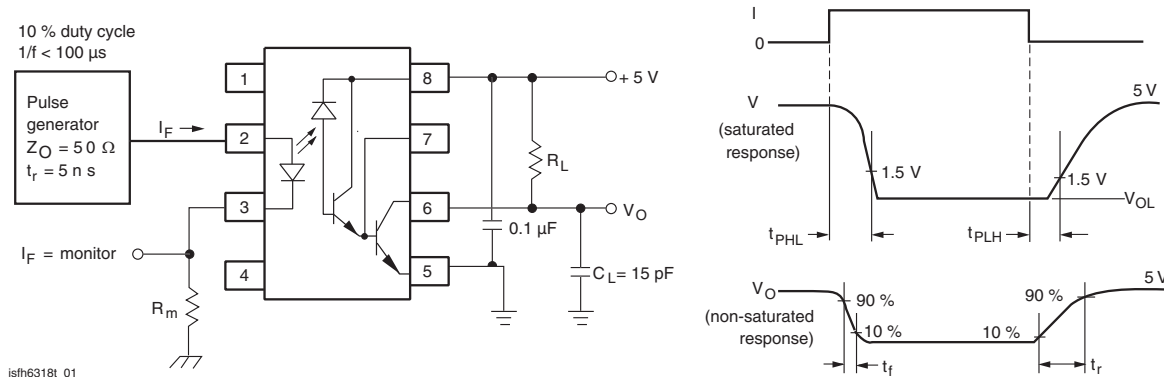 10 % duty cycle
1/f < 100 µs
Pulse
generator
Z_O = 50 Ω
t_r = 5 n s
I_F
1
2
3
4
8
7
6
5
+ 5 V
R_L
V_O
0.1 µF
C_L = 15 pF
I_F = monitor
R_m
isfh6318t_01
I
0
V
(saturated
response)
5 V
1.5 V
1.5 V
V_OL
t_PHL
t_PLH
V_O
(non-saturated
response)
90 %
10 %
10 %
90 %
5 V
t_f
t_r